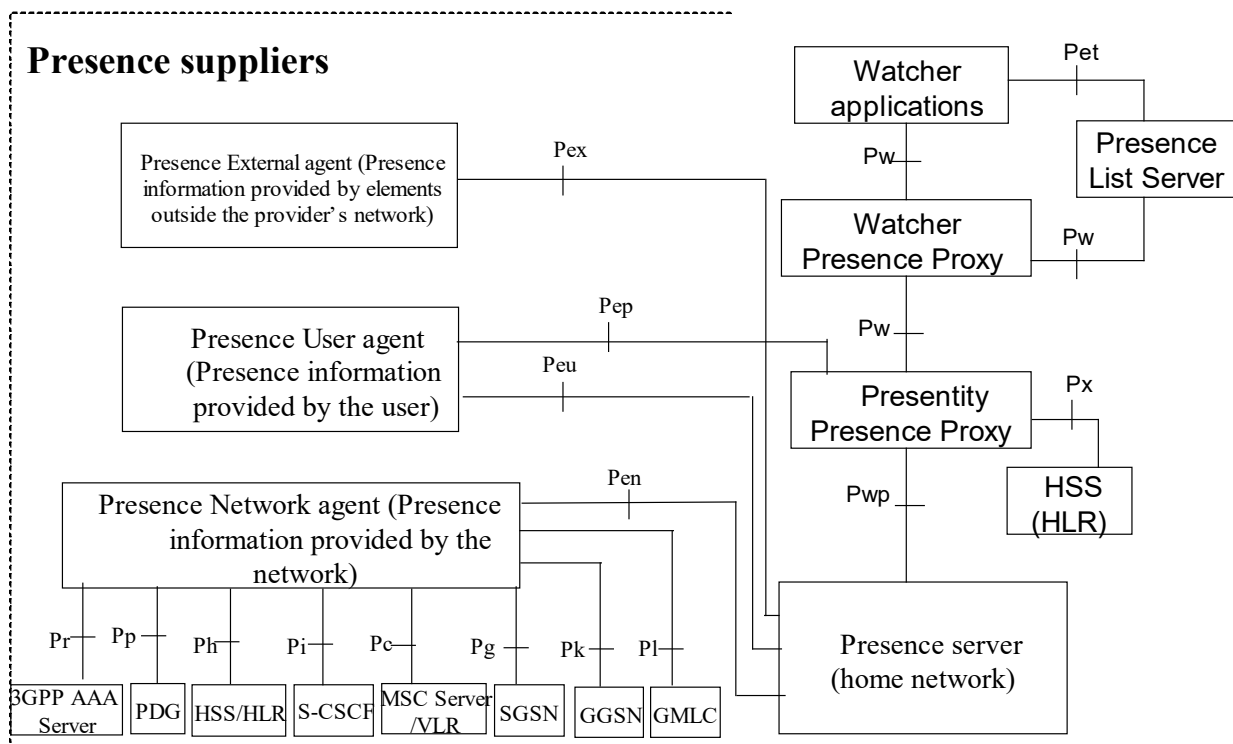 Presence suppliers
Watcher
applications
Pet
Presence
List Server
Pw
Presence External agent (Presence
information provided by elements
outside the provider’s network)
Pex
Watcher
Presence Proxy
Pw
Presence User agent
(Presence information
provided by the user)
Pep
Peu
Pw
Presentity
Presence Proxy
Px
HSS
(HLR)
Pwp
Presence Network agent (Presence
information provided by the
network)
Pen
Pr
Pp
Ph
Pi
Pc
Pg
Pk
Pl
3GPP AAA
Server
PDG
HSS/HLR
S-CSCF
MSC Server
/VLR
SGSN
GGSN
GMLC
Presence server
(home network)